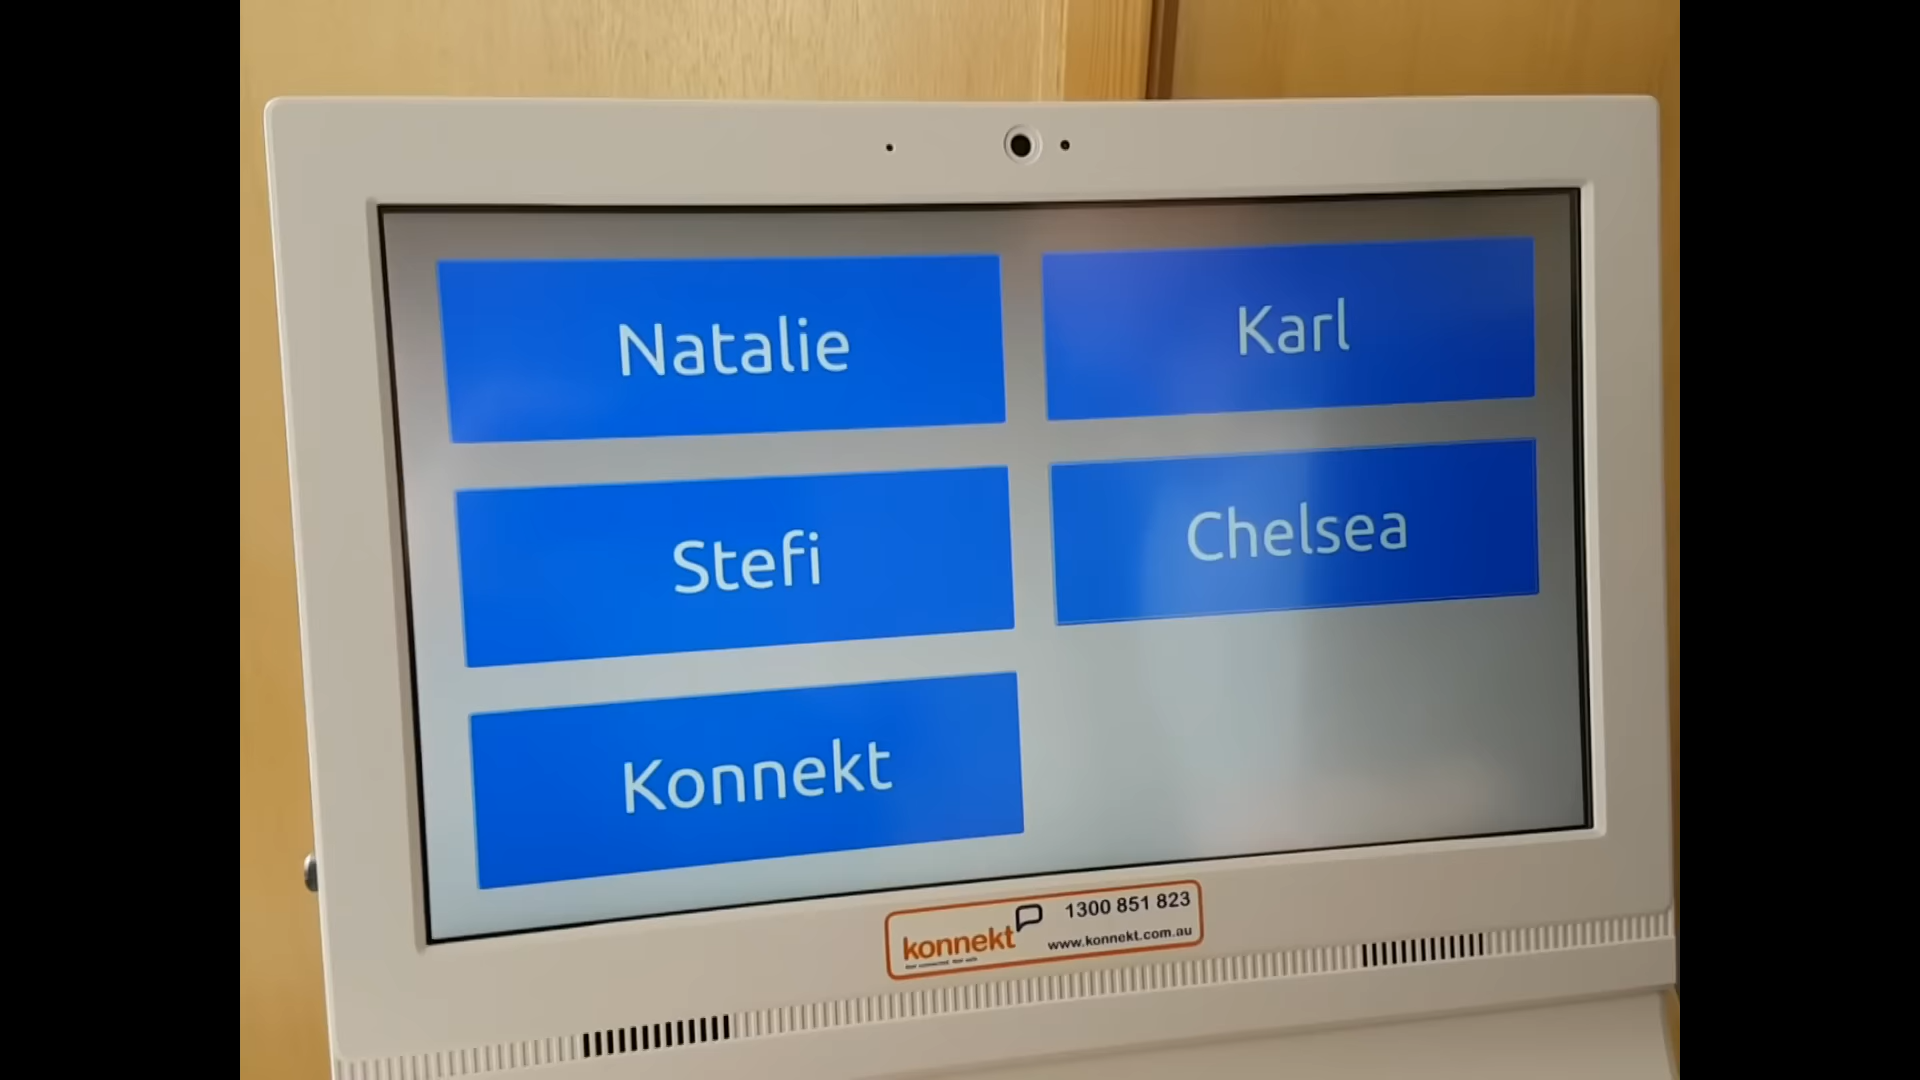 Natalie
Karl
Stefi
Chelsea
Konnekt
konnekt
1300 851 823
www.konnekt.com.au